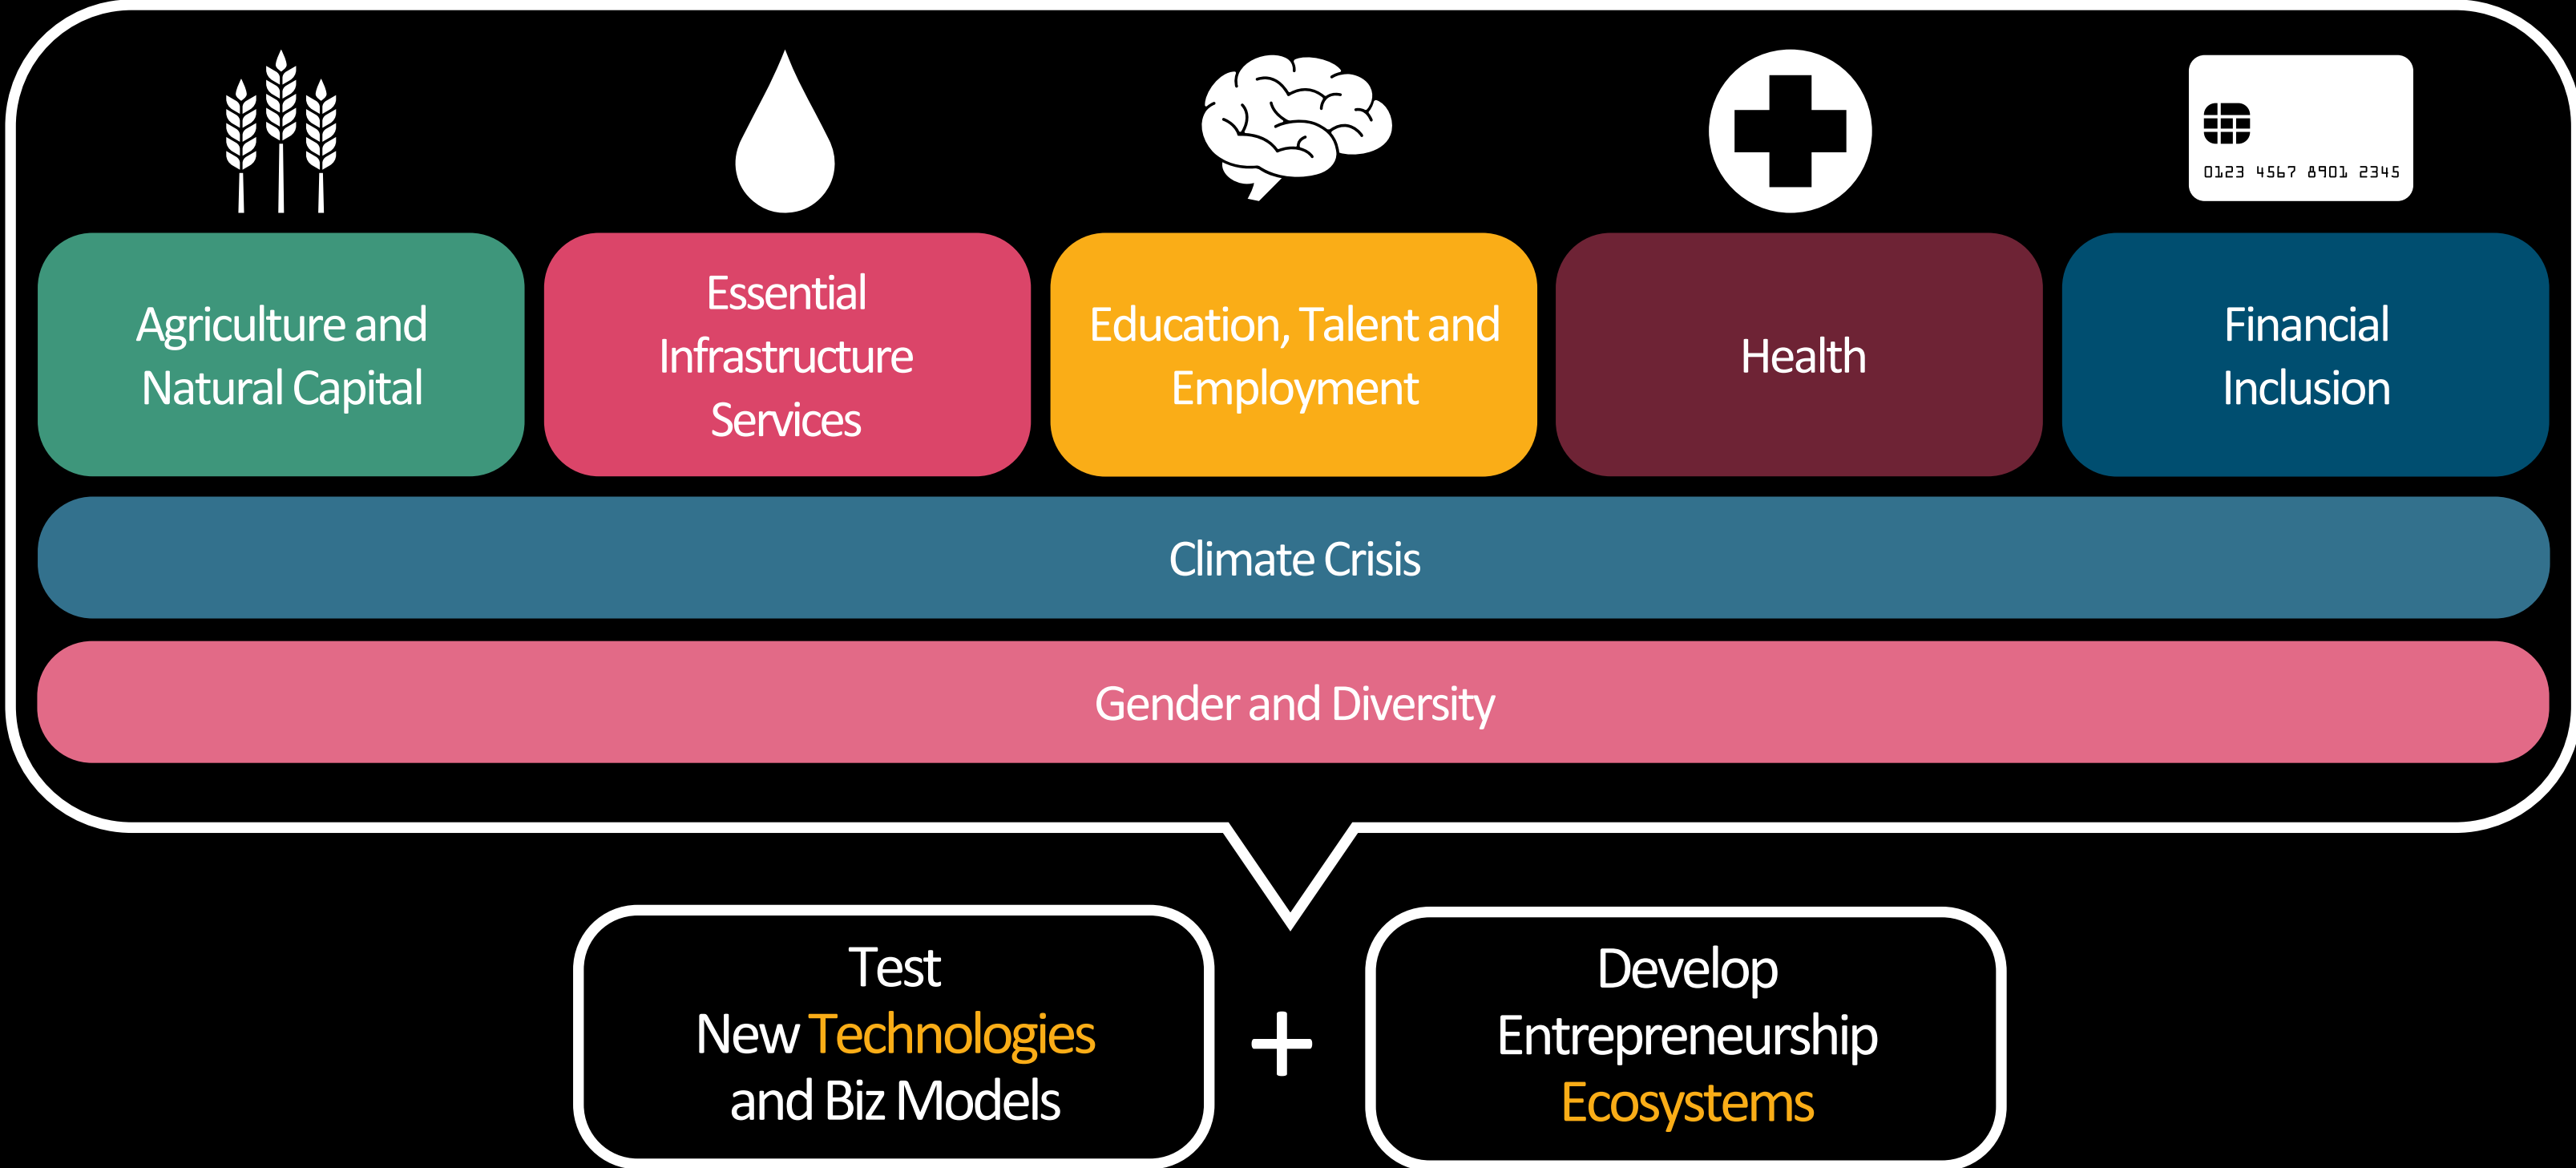 0123 4567 8901 2345
Agriculture and
Natural Capital
Essential
Infrastructure
Services
Education, Talent and
Employment
Health
Financial
Inclusion
Climate Crisis
Gender and Diversity
Test
New Technologies
and Biz Models
+
Develop
Entrepreneurship
Ecosystems